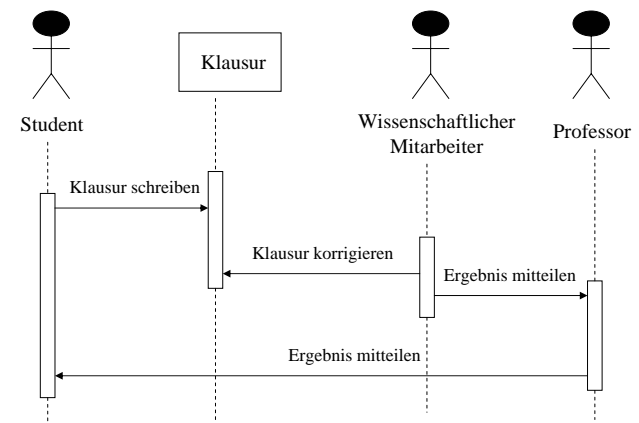 Klausur
Student
Wissenschaftlicher
Mitarbeiter
Professor
Klausur schreiben
Klausur korrigieren
Ergebnis mitteilen
Ergebnis mitteilen